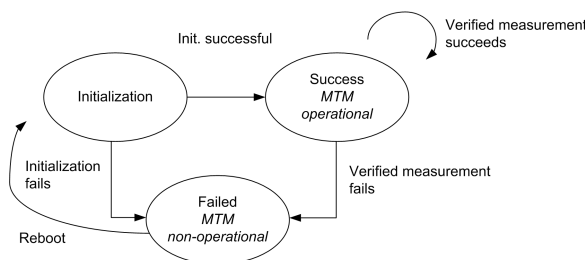 Init. successful
Verified measurement
succeeds
Initialization
Success
MTM
operational
Initialization
fails
Verified measurement
fails
Failed
MTM
non-operational
Reboot